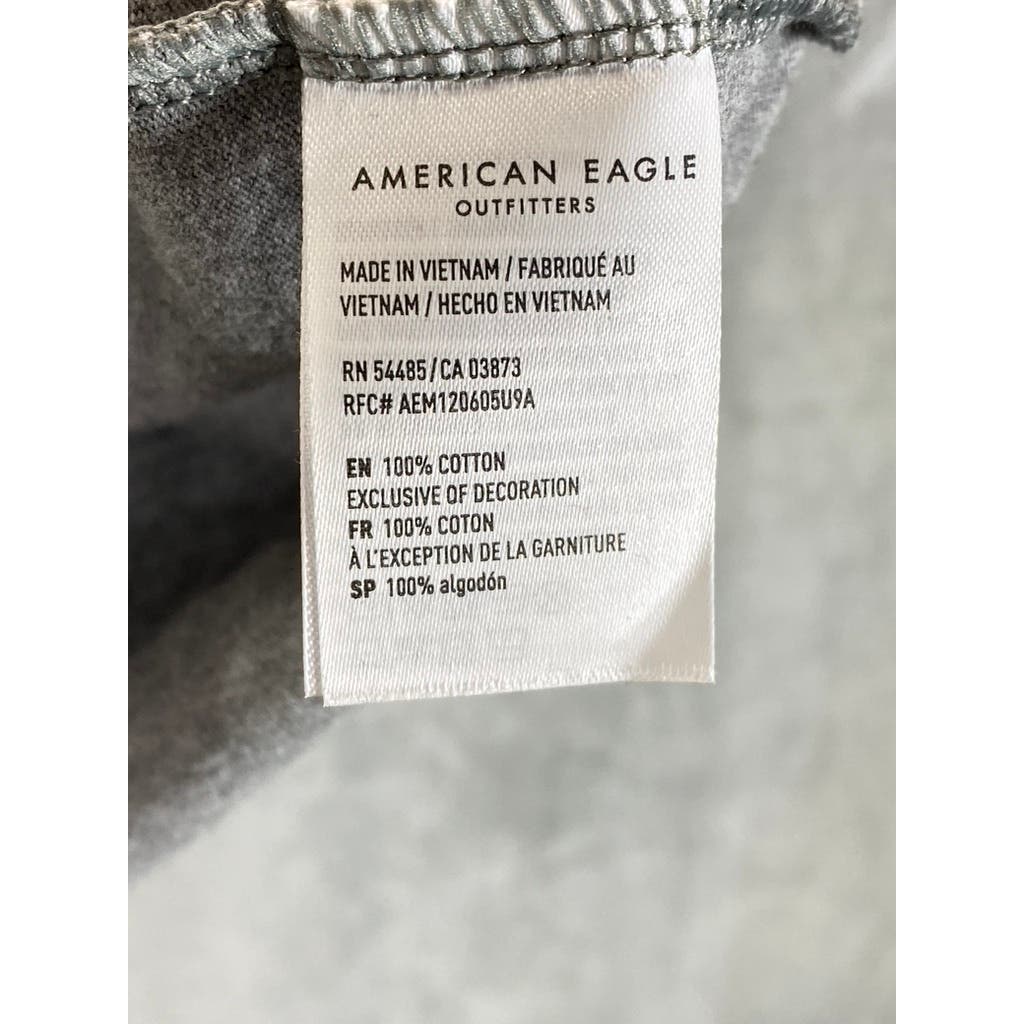 AMERICAN EAGLE
OUTFITTERS
MADE IN VIETNAM / FABRIQUÉ AU
VIETNAM / HECHO EN VIETNAM
RN 54485/CA 03873
RFC# AEM120605U9A
EN 100% COTTON
EXCLUSIVE OF DECORATION
FR 100% COTON
À L'EXCEPTION DE LA GARNITURE
SP 100% algodón